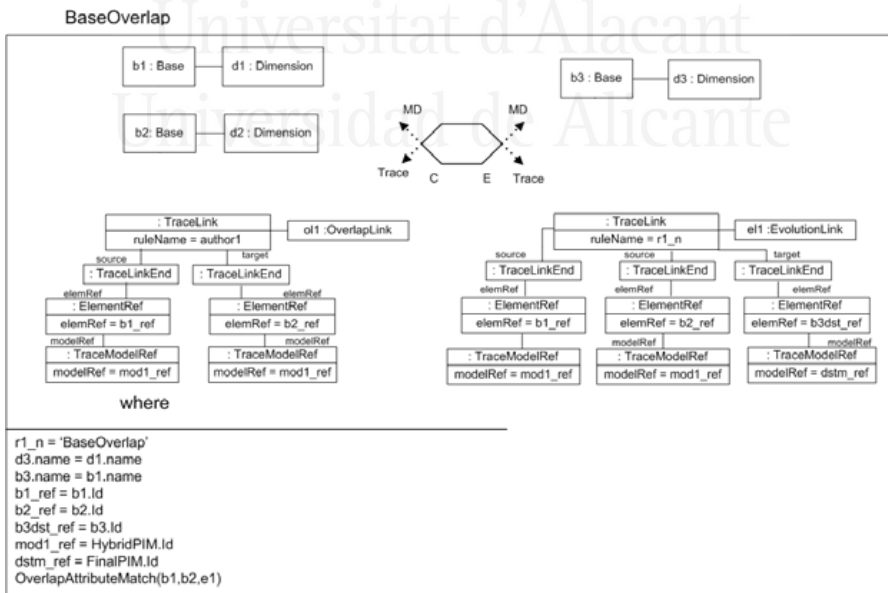 Universitat d'Alacant
Universidad de Alicante
BaseOverlap
b1 : Base
d1 : Dimension
b3 : Base
d3 : Dimension
b2: Base
d2 : Dimension
MD
MD
Trace
C
E
Trace
: TraceLink
ruleName = author1
ol1 :OverlapLink
source
target
: TraceLinkEnd
: TraceLinkEnd
elemRef
elemRef
: ElementRef
: ElementRef
elemRef = b1_ref
elemRef = b2_ref
modelRef
modelRef
: TraceModelRef
: TraceModelRef
modelRef = mod1_ref
modelRef = mod1_ref
: TraceLink
ruleName = r1_n
el1 :EvolutionLink
source
source
target
: TraceLinkEnd
: TraceLinkEnd
: TraceLinkEnd
elemRef
elemRef
elemRef
: ElementRef
: ElementRef
: ElementRef
elemRef = b1_ref
elemRef = b2_ref
elemRef = b3dst_ref
modelRef
modelRef
modelRef
: TraceModelRef
: TraceModelRef
: TraceModelRef
modelRef = mod1_ref
modelRef = mod1_ref
modelRef = dstm_ref
where
r1_n = 'BaseOverlap'
d3.name = d1.name
b3.name = b1.name
b1_ref = b1.Id
b2_ref = b2.Id
b3dst_ref = b3.Id
mod1_ref = HybridPIM.Id
dstm_ref = FinalPIM.Id
OverlapAttributeMatch(b1,b2,e1)